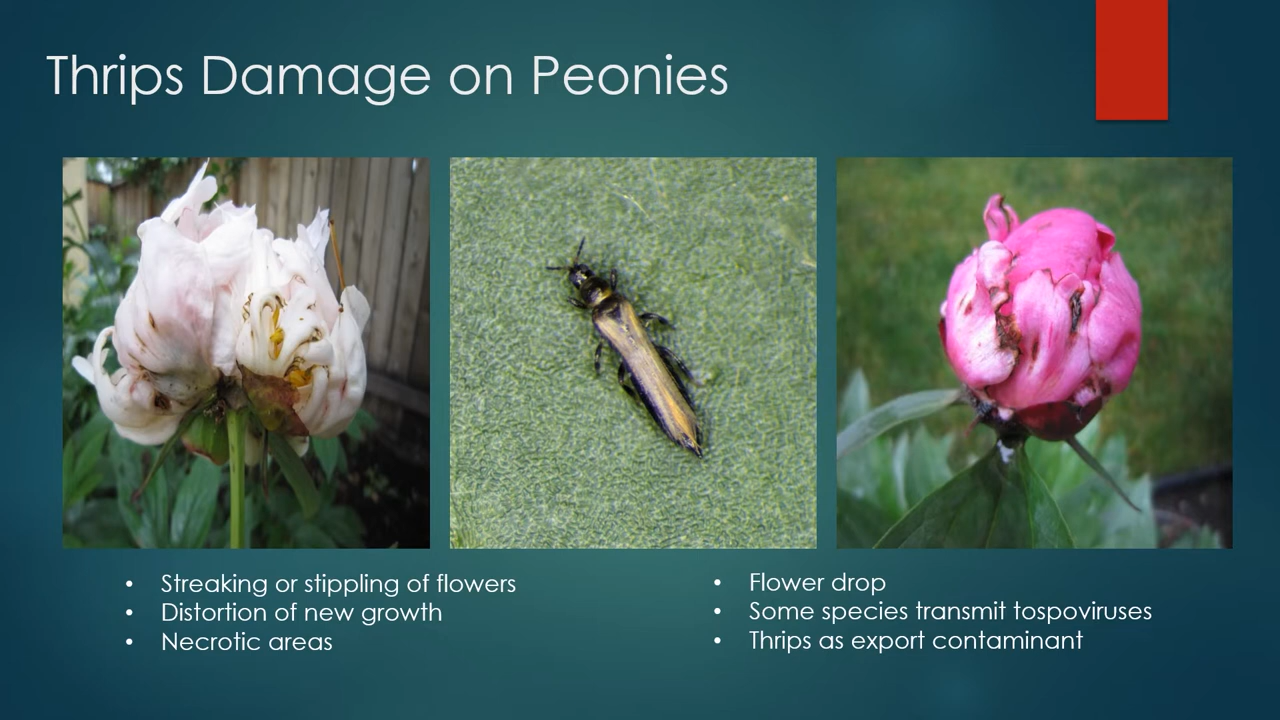 Thrips Damage on Peonies
• Streaking or stippling of flowers
• Distortion of new growth
• Necrotic areas
• Flower drop
• Some species transmit tospoviruses
• Thrips as export contaminant